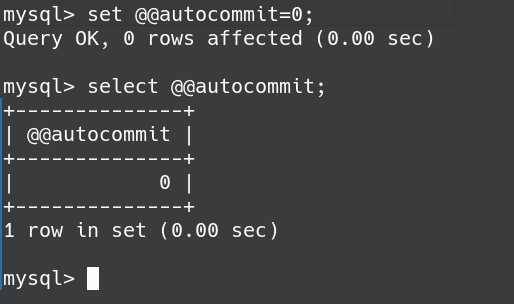 mysql> set @@autocommit=0;
Query OK, 0 rows affected (0.00 sec)
mysql> select @@autocommit;
+--------------+
| @@autocommit |
+--------------+
|            0 |
+--------------+
1 row in set (0.00 sec)
mysql>